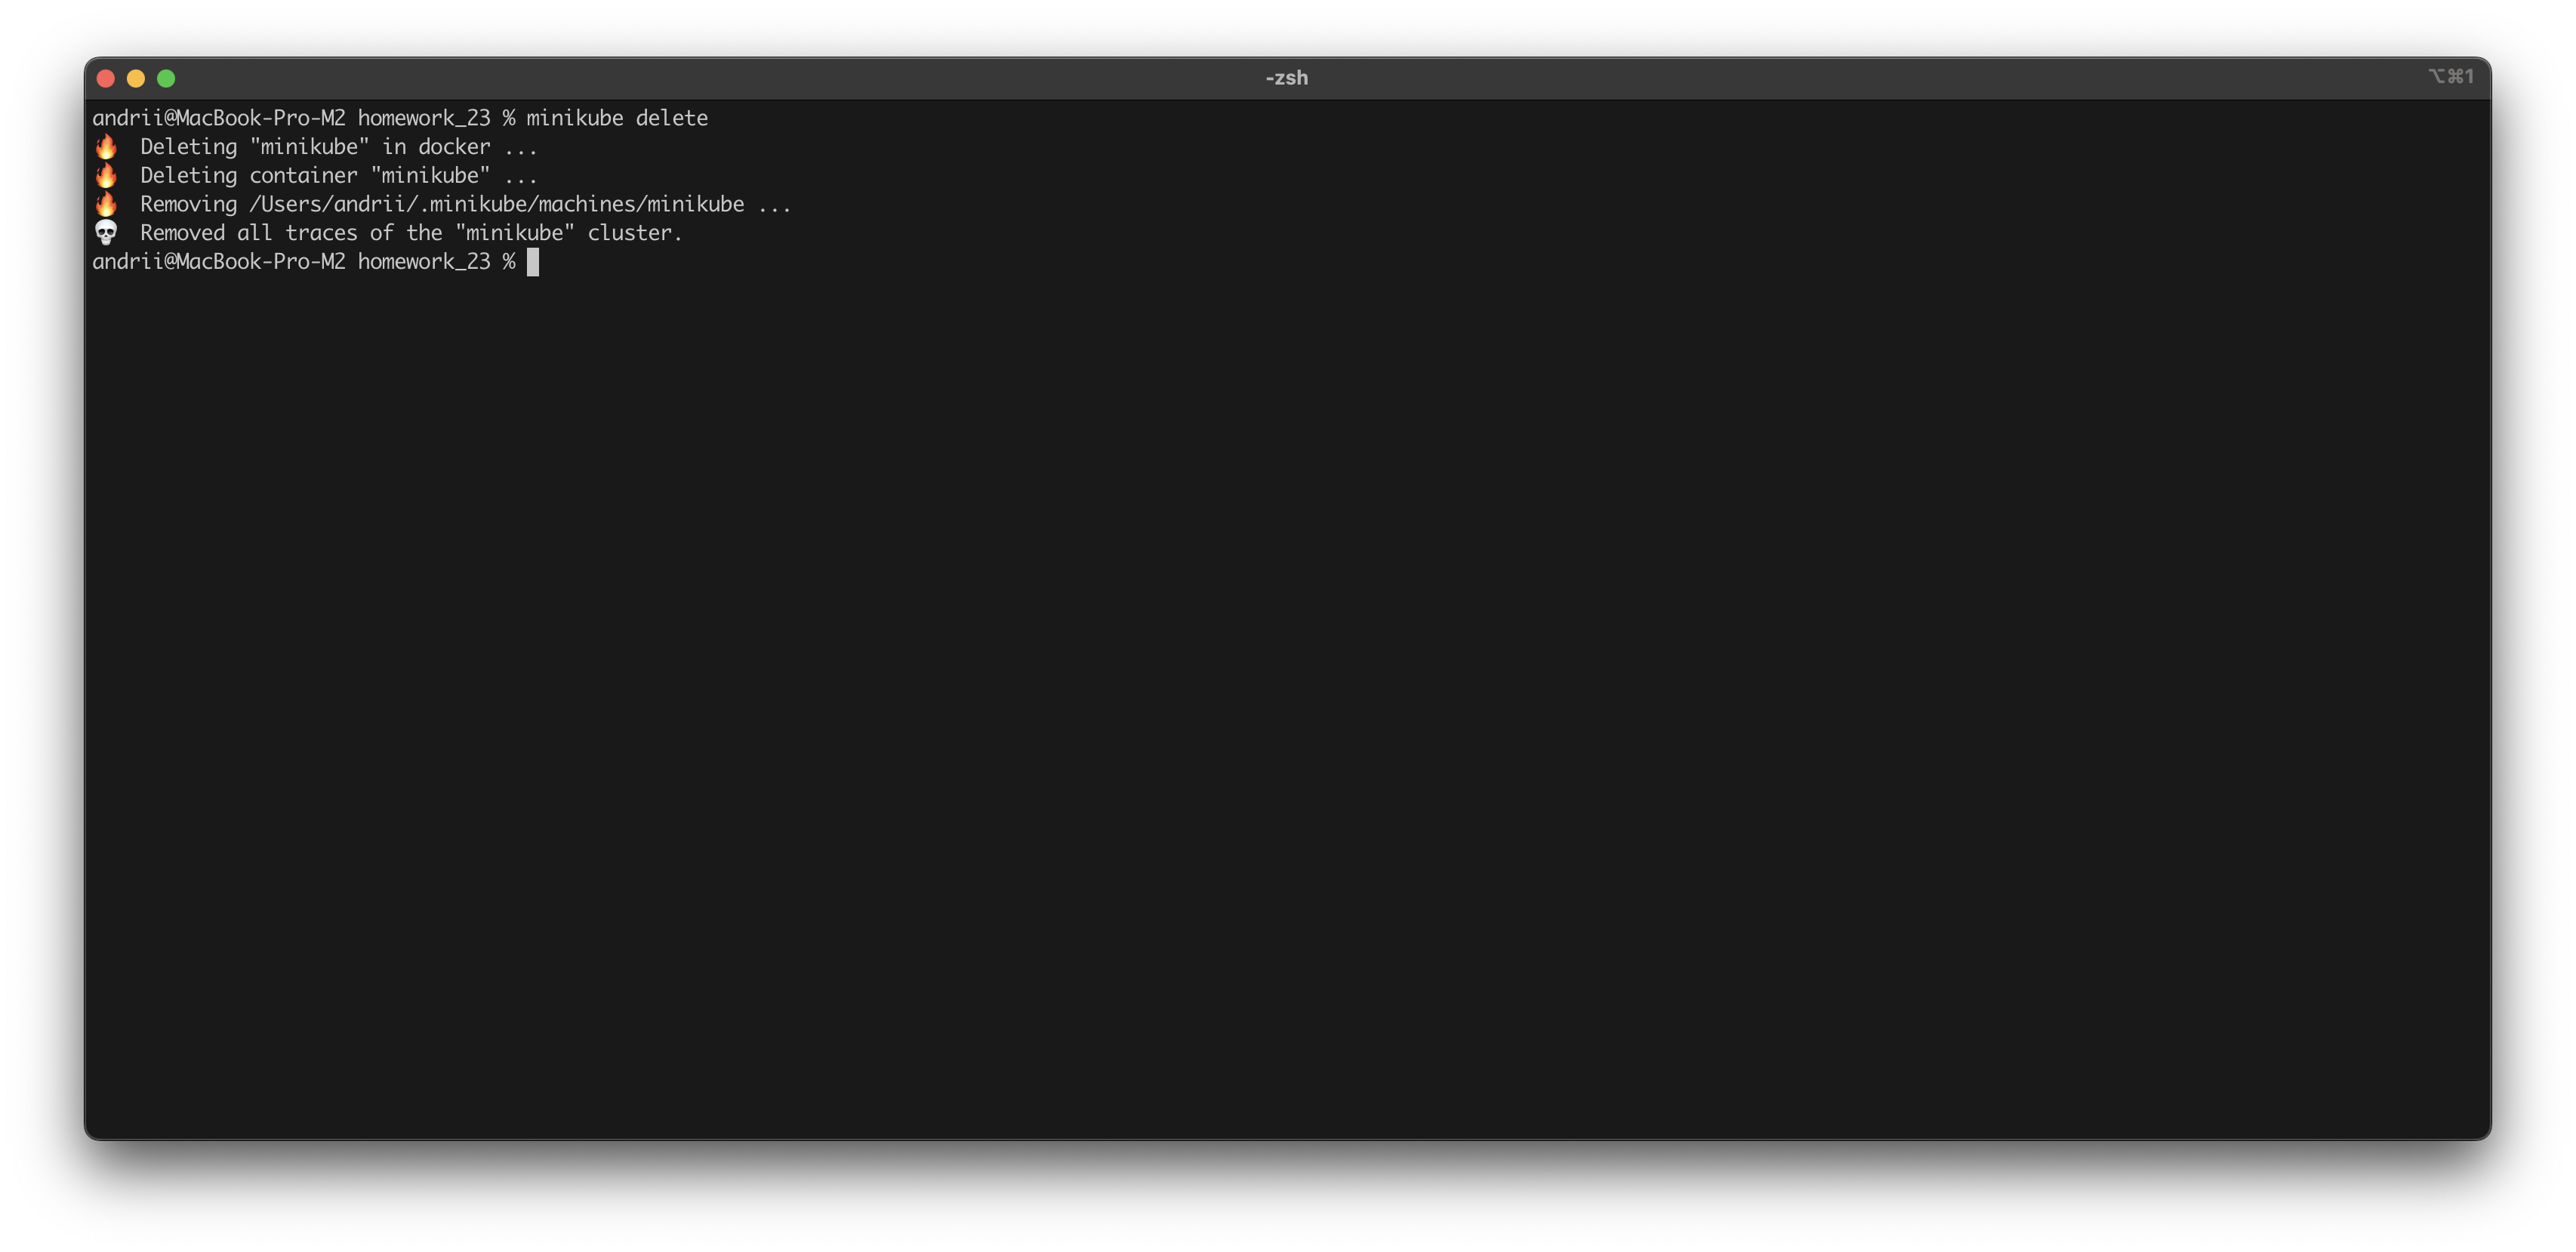 -zsh
⌥⌘1
andrii@MacBook-Pro-M2 homework_23 % minikube delete
🔥 Deleting "minikube" in docker ...
🔥 Deleting container "minikube" ...
🔥 Removing /Users/andrii/.minikube/machines/minikube ...
💀 Removed all traces of the "minikube" cluster.
andrii@MacBook-Pro-M2 homework_23 %